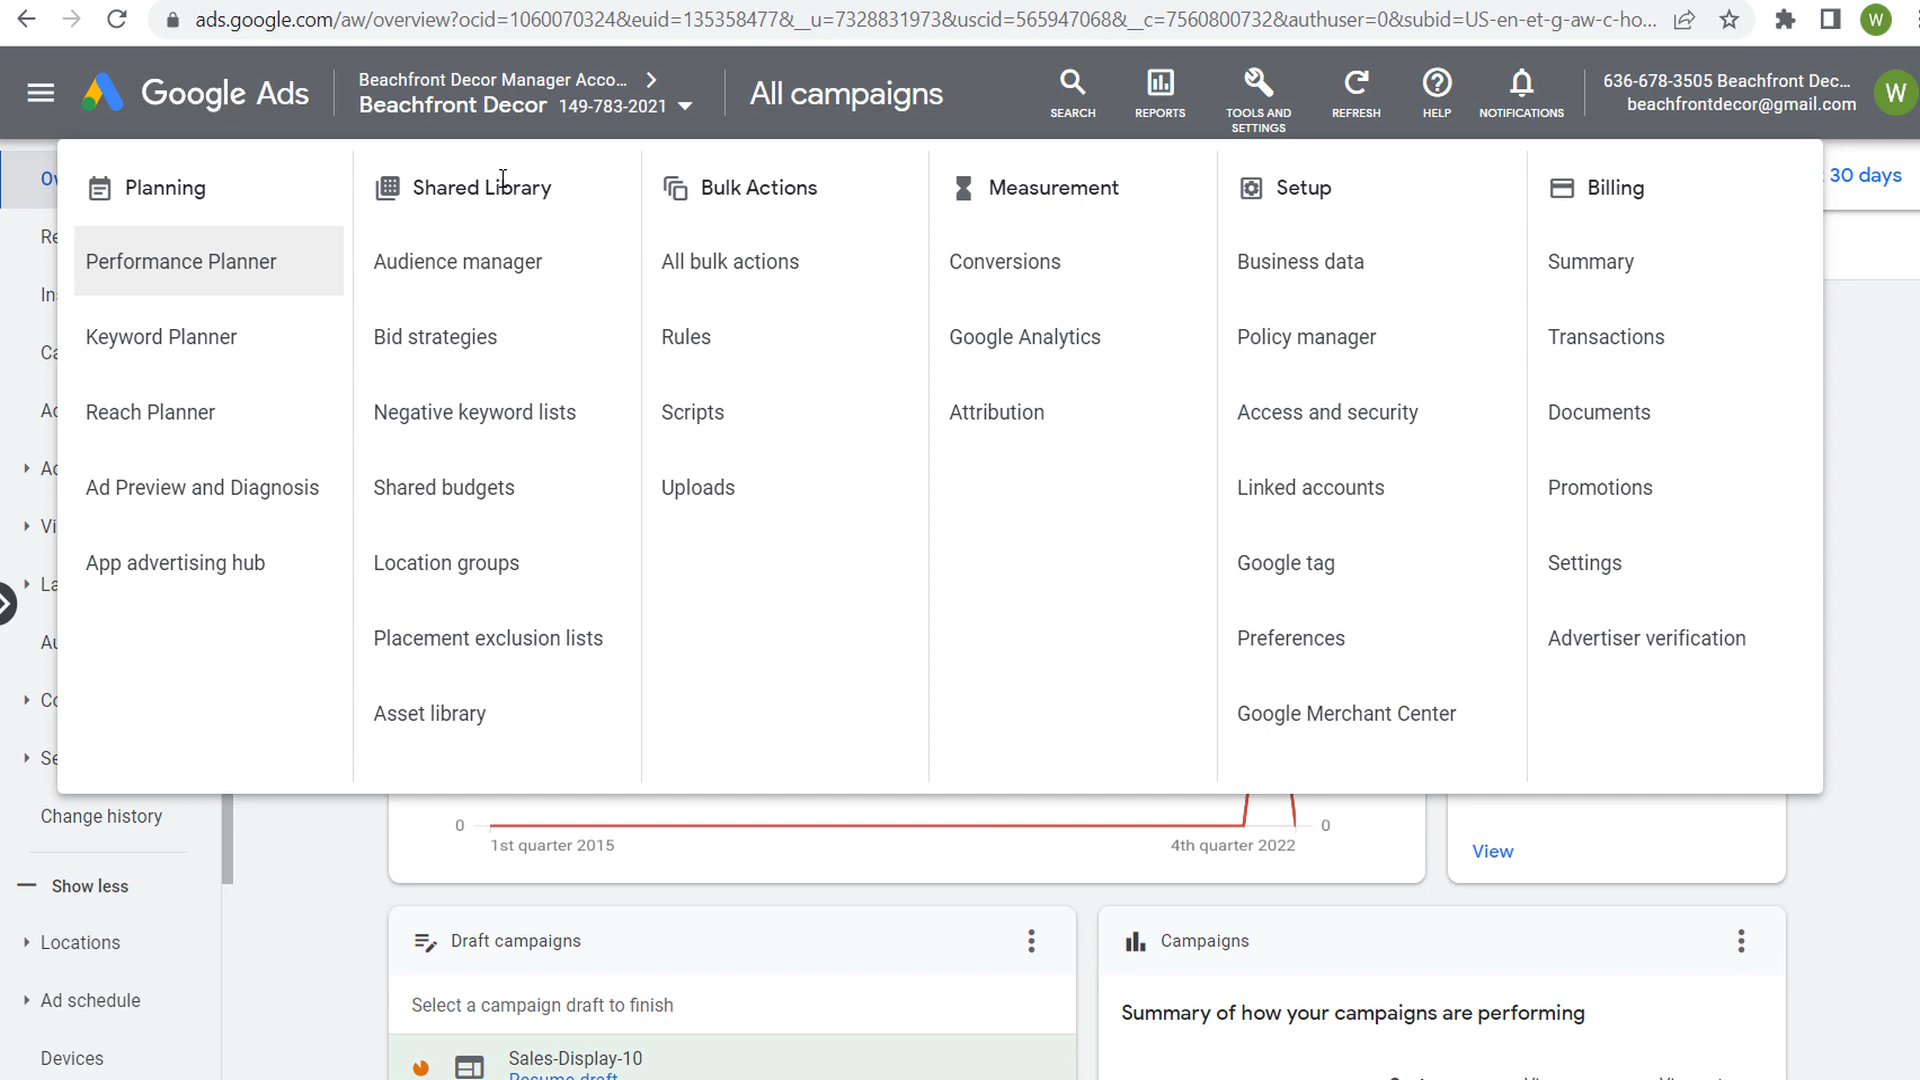 ads.google.com/aw/overview?ocid=1060070324&euid=135358477&__u=7328831973&uscid=565947068&__c=7560800732&authuser=0&subid=US-en-et-g-aw-c-ho...
W
Google Ads
Beachfront Decor Manager Acco...
Beachfront Decor 149-783-2021
All campaigns
SEARCH
REPORTS
TOOLS AND
SETTINGS
REFRESH
HELP
NOTIFICATIONS
636-678-3505 Beachfront Dec...
beachfrontdecor@gmail.com
W
Planning
Performance Planner
Keyword Planner
Reach Planner
Ad Preview and Diagnosis
App advertising hub
Shared Library
Audience manager
Bid strategies
Negative keyword lists
Shared budgets
Location groups
Placement exclusion lists
Asset library
Bulk Actions
All bulk actions
Rules
Scripts
Uploads
Measurement
Conversions
Google Analytics
Attribution
Setup
Business data
Policy manager
Access and security
Linked accounts
Google tag
Preferences
Google Merchant Center
Billing
Summary
Transactions
Documents
Promotions
Settings
Advertiser verification
30 days
Change history
Show less
Locations
Ad schedule
Devices
0
0
1st quarter 2015
4th quarter 2022
View
Draft campaigns
Select a campaign draft to finish
Sales-Display-10
Resume draft
Campaigns
Summary of how your campaigns are performing